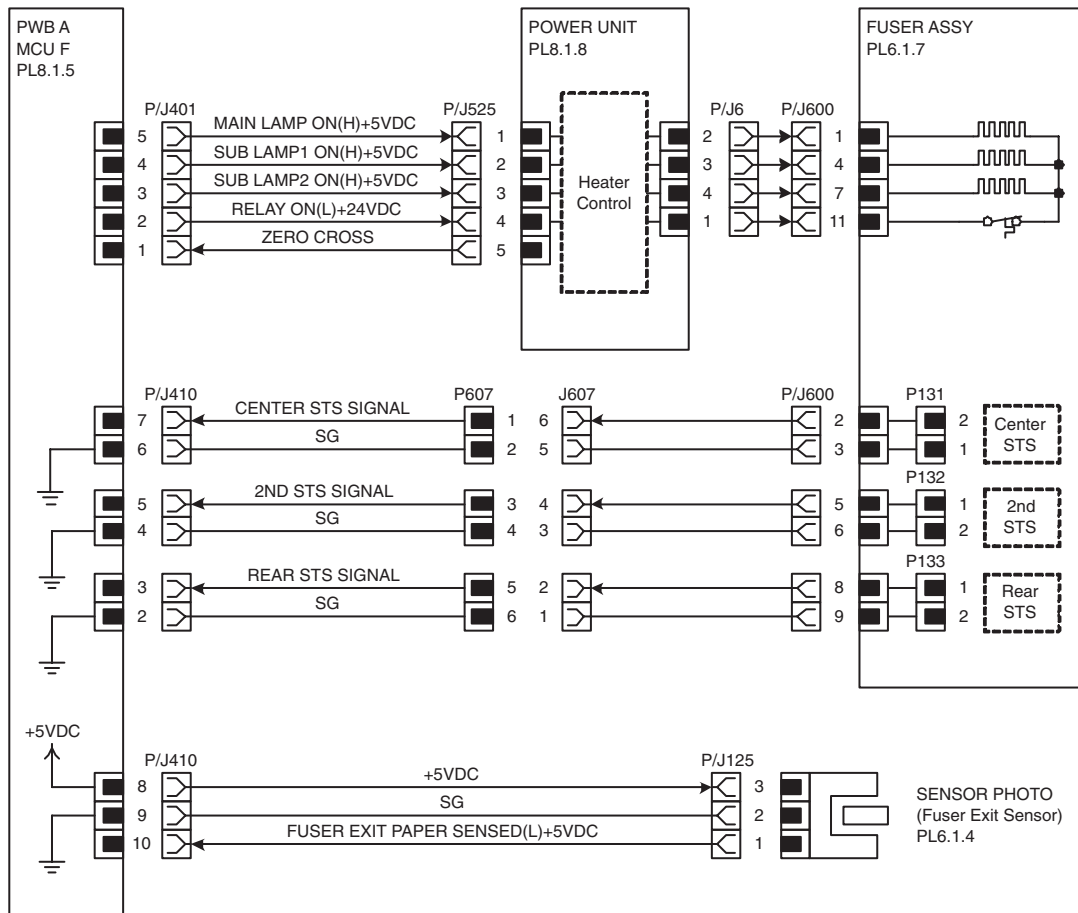 PWB A
MCU F
PL8.1.5
POWER UNIT
PL8.1.8
FUSER ASSY
PL6.1.7
P/J401
P/J525
P/J6
P/J600
5 MAIN LAMP ON(H)+5VDC 1 2 1
4 SUB LAMP1 ON(H)+5VDC 2 3 4
3 SUB LAMP2 ON(H)+5VDC 3 4 7
2 RELAY ON(L)+24VDC 4 1 11
1 ZERO CROSS 5
Heater
Control
P/J410 P607 J607 P/J600 P131
7 CENTER STS SIGNAL 1 6 2 2
6 SG 2 5 3 1
Center
STS
P132
5 2ND STS SIGNAL 3 4 5 1
4 SG 4 3 6 2
2nd
STS
P133
3 REAR STS SIGNAL 5 2 8 1
2 SG 6 1 9 2
Rear
STS
+5VDC
P/J410 P/J125
8 +5VDC 3
9 SG 2
10 FUSER EXIT PAPER SENSED(L)+5VDC 1
SENSOR PHOTO
(Fuser Exit Sensor)
PL6.1.4